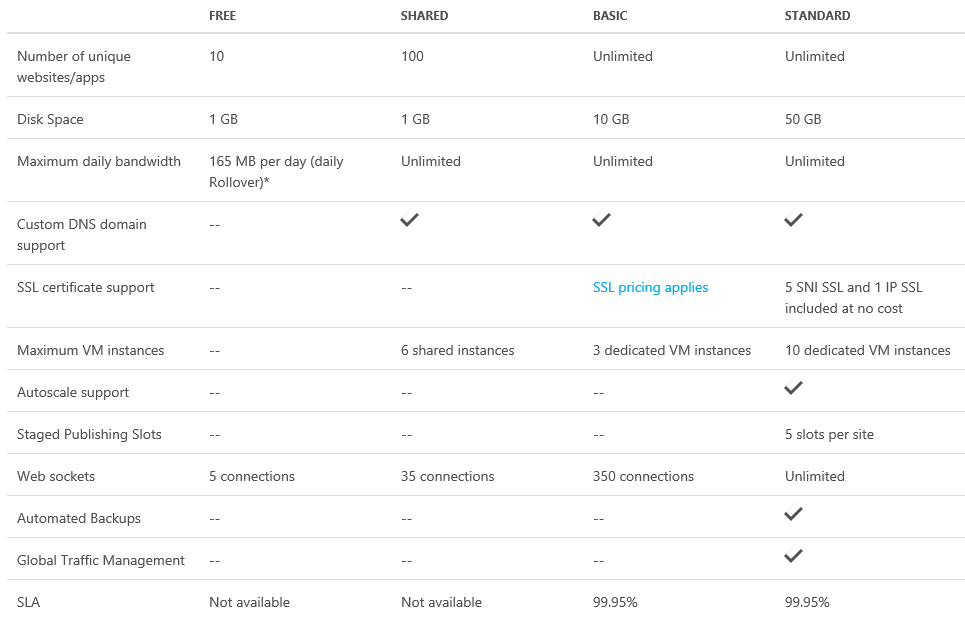 FREE SHARED BASIC STANDARD
Number of unique 10 100 Unlimited Unlimited
websites/apps
Disk Space 1 GB 1 GB 10 GB 50 GB
Maximum daily bandwidth 165 MB per day (daily Unlimited Unlimited Unlimited
Rollover)*
Custom DNS domain -- ✓ ✓ ✓
support
SSL certificate support -- -- SSL pricing applies 5 SNI SSL and 1 IP SSL
included at no cost
Maximum VM instances -- 6 shared instances 3 dedicated VM instances 10 dedicated VM instances
Autoscale support -- -- -- ✓
Staged Publishing Slots -- -- -- 5 slots per site
Web sockets 5 connections 35 connections 350 connections Unlimited
Automated Backups -- -- -- ✓
Global Traffic Management -- -- -- ✓
SLA Not available Not available 99.95% 99.95%